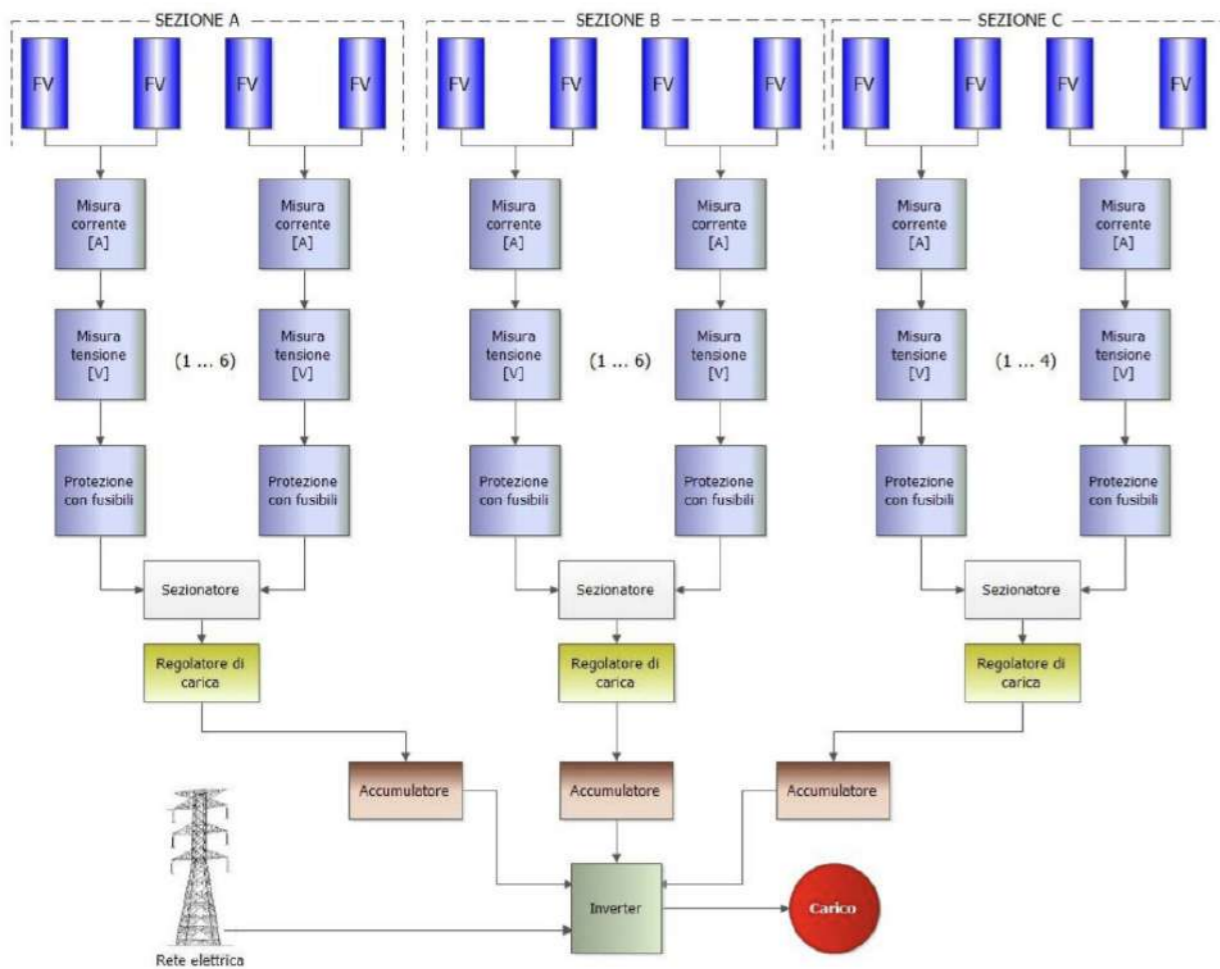 SEZIONE A SEZIONE B SEZIONE C
FV FV FV FV FV FV FV FV FV FV FV FV
Misura Misura Misura Misura Misura Misura
corrente corrente corrente corrente corrente corrente
[A] [A] [A] [A] [A] [A]
Misura Misura Misura Misura Misura Misura
tensione (1 ... 6) tensione tensione (1 ... 6) tensione tensione (1 ... 4) tensione
[V] [V] [V] [V] [V] [V]
Protezione Protezione Protezione Protezione Protezione Protezione
con fusibili con fusibili con fusibili con fusibili con fusibili con fusibili
Sezionatore Sezionatore Sezionatore
Regolatore di Regolatore di Regolatore di
carica carica carica
Accumulatore Accumulatore Accumulatore
Inverter Carico
Rete elettrica